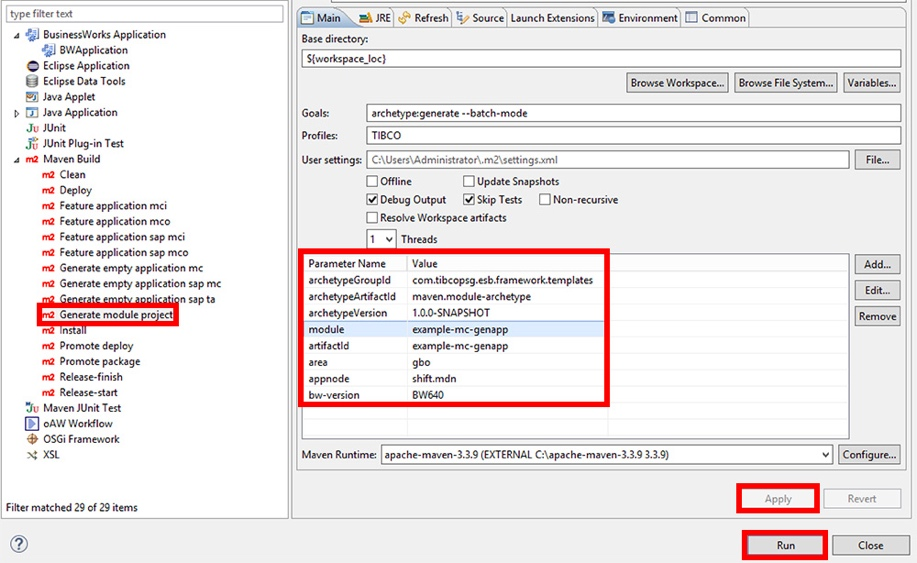 type filter text
BusinessWorks Application
BWApplication
Eclipse Application
Eclipse Data Tools
Java Applet
Java Application
JUnit
JUnit Plug-in Test
m2 Maven Build
m2 Clean
m2 Deploy
m2 Feature application mci
m2 Feature application mco
m2 Feature application sap mci
m2 Feature application sap mco
m2 Generate empty application mc
m2 Generate empty application sap mc
m2 Generate empty application sap ta
m2 Generate module project
m2 Install
m2 Promote deploy
m2 Promote package
m2 Release-finish
m2 Release-start
Maven JUnit Test
oAW Workflow
OSGi Framework
XSL
Filter matched 29 of 29 items
Main JRE Refresh Source Launch Extensions Environment Common
Base directory:
${workspace_loc}
Browse Workspace... Browse File System... Variables...
Goals: archetype:generate --batch-mode
Profiles: TIBCO
User settings: C:\Users\Administrator\.m2\settings.xml File...
Offline Update Snapshots
Debug Output Skip Tests Non-recursive
Resolve Workspace artifacts
1 Threads
Parameter Name Value
archetypeGroupId com.tibcopsg.esb.framework.templates
archetypeArtifactId maven.module-archetype
archetypeVersion 1.0.0-SNAPSHOT
module example-mc-genapp
artifactId example-mc-genapp
area gbo
appnode shift.mdn
bw-version BW640
Add...
Edit...
Remove
Maven Runtime: apache-maven-3.3.9 (EXTERNAL C:\apache-maven-3.3.9 3.3.9) Configure...
Apply Revert
? Run Close